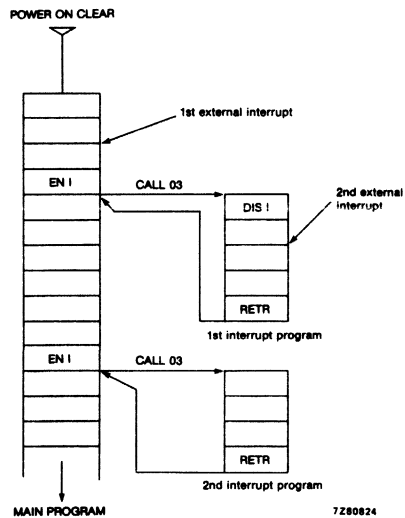 POWER ON CLEAR
1st external interrupt
EN I
CALL 03
DIS I
2nd external
interrupt
RETR
1st interrupt program
EN I
CALL 03
RETR
2nd interrupt program
MAIN PROGRAM
7Z80824